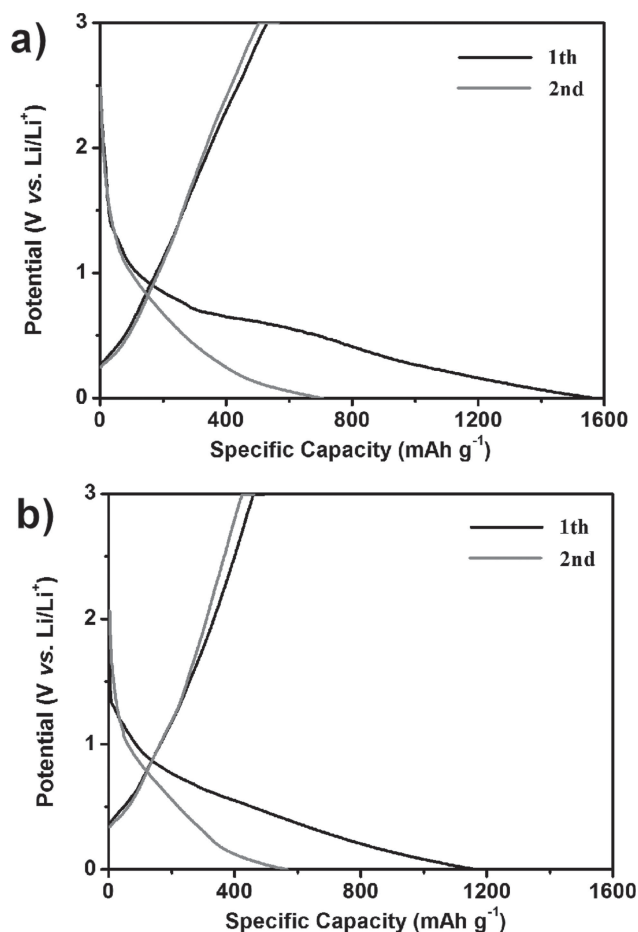 a)
3
2
1
0
Potential (V vs. Li/Li⁺)
1th
2nd
0 400 800 1200 1600
Specific Capacity (mAh g⁻¹)
b)
3
2
1
0
Potential (V vs. Li/Li⁺)
1th
2nd
0 400 800 1200 1600
Specific Capacity (mAh g⁻¹)